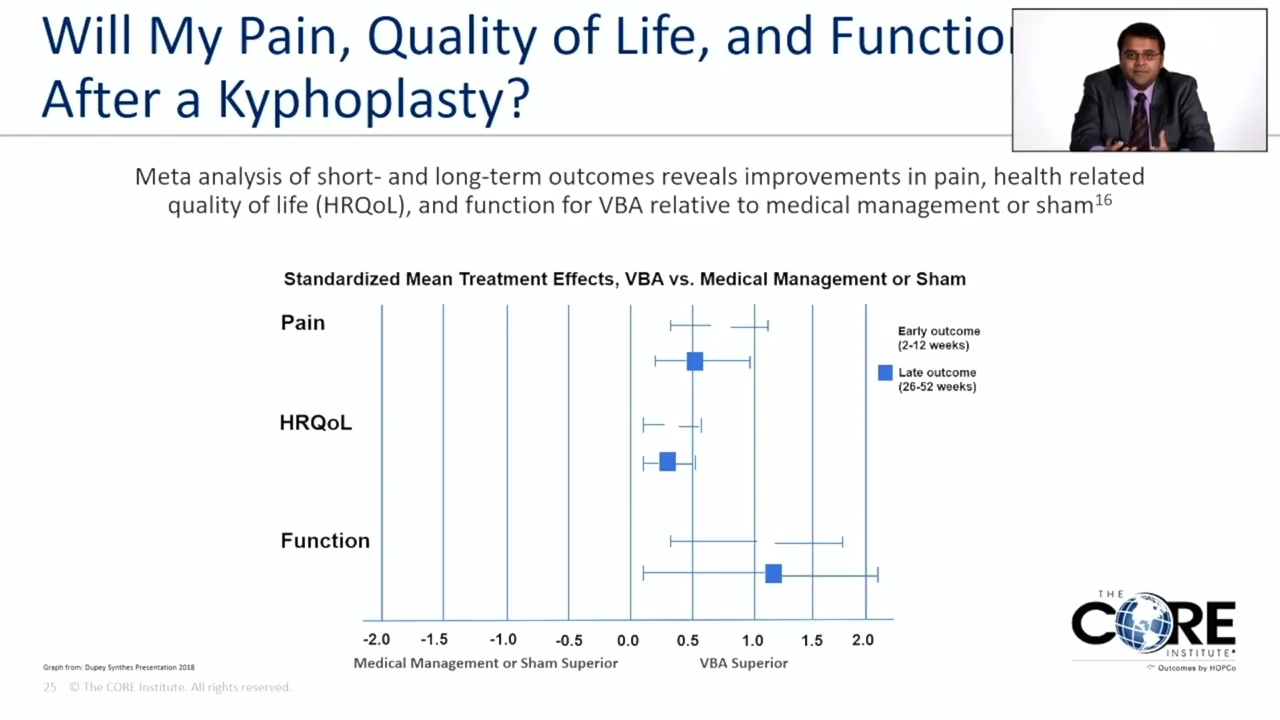 Will My Pain, Quality of Life, and Function
After a Kyphoplasty?
Meta analysis of short- and long-term outcomes reveals improvements in pain, health related
quality of life (HRQoL), and function for VBA relative to medical management or sham16
Standardized Mean Treatment Effects, VBA vs. Medical Management or Sham
Pain
Early outcome
(2-12 weeks)
Late outcome
(26-52 weeks)
HRQoL
Function
-2.0 -1.5 -1.0 -0.5 0.0 0.5 1.0 1.5 2.0
Medical Management or Sham Superior VBA Superior
THE
CORE
INSTITUTE
Outcomes by HOPCo
Graph from: Dupey Synthes Presentation 2018
25 © The CORE Institute. All rights reserved.